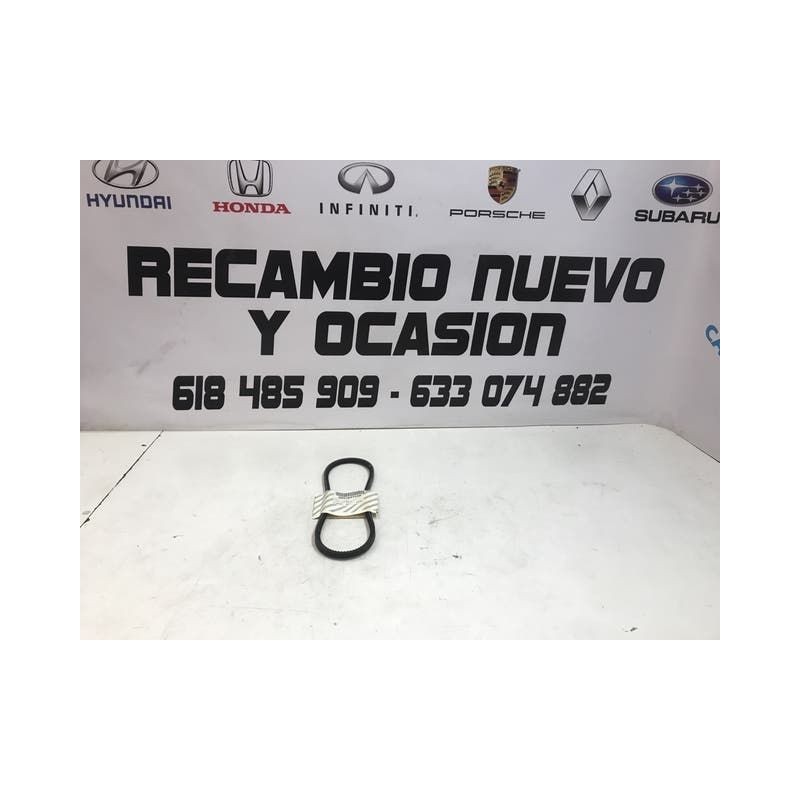 HYUNDAI
HONDA
INFINITI.
PORSCHE
SUBARU
RECAMBIO NUEVO
Y OCASION
618 485 909 - 633 074 882